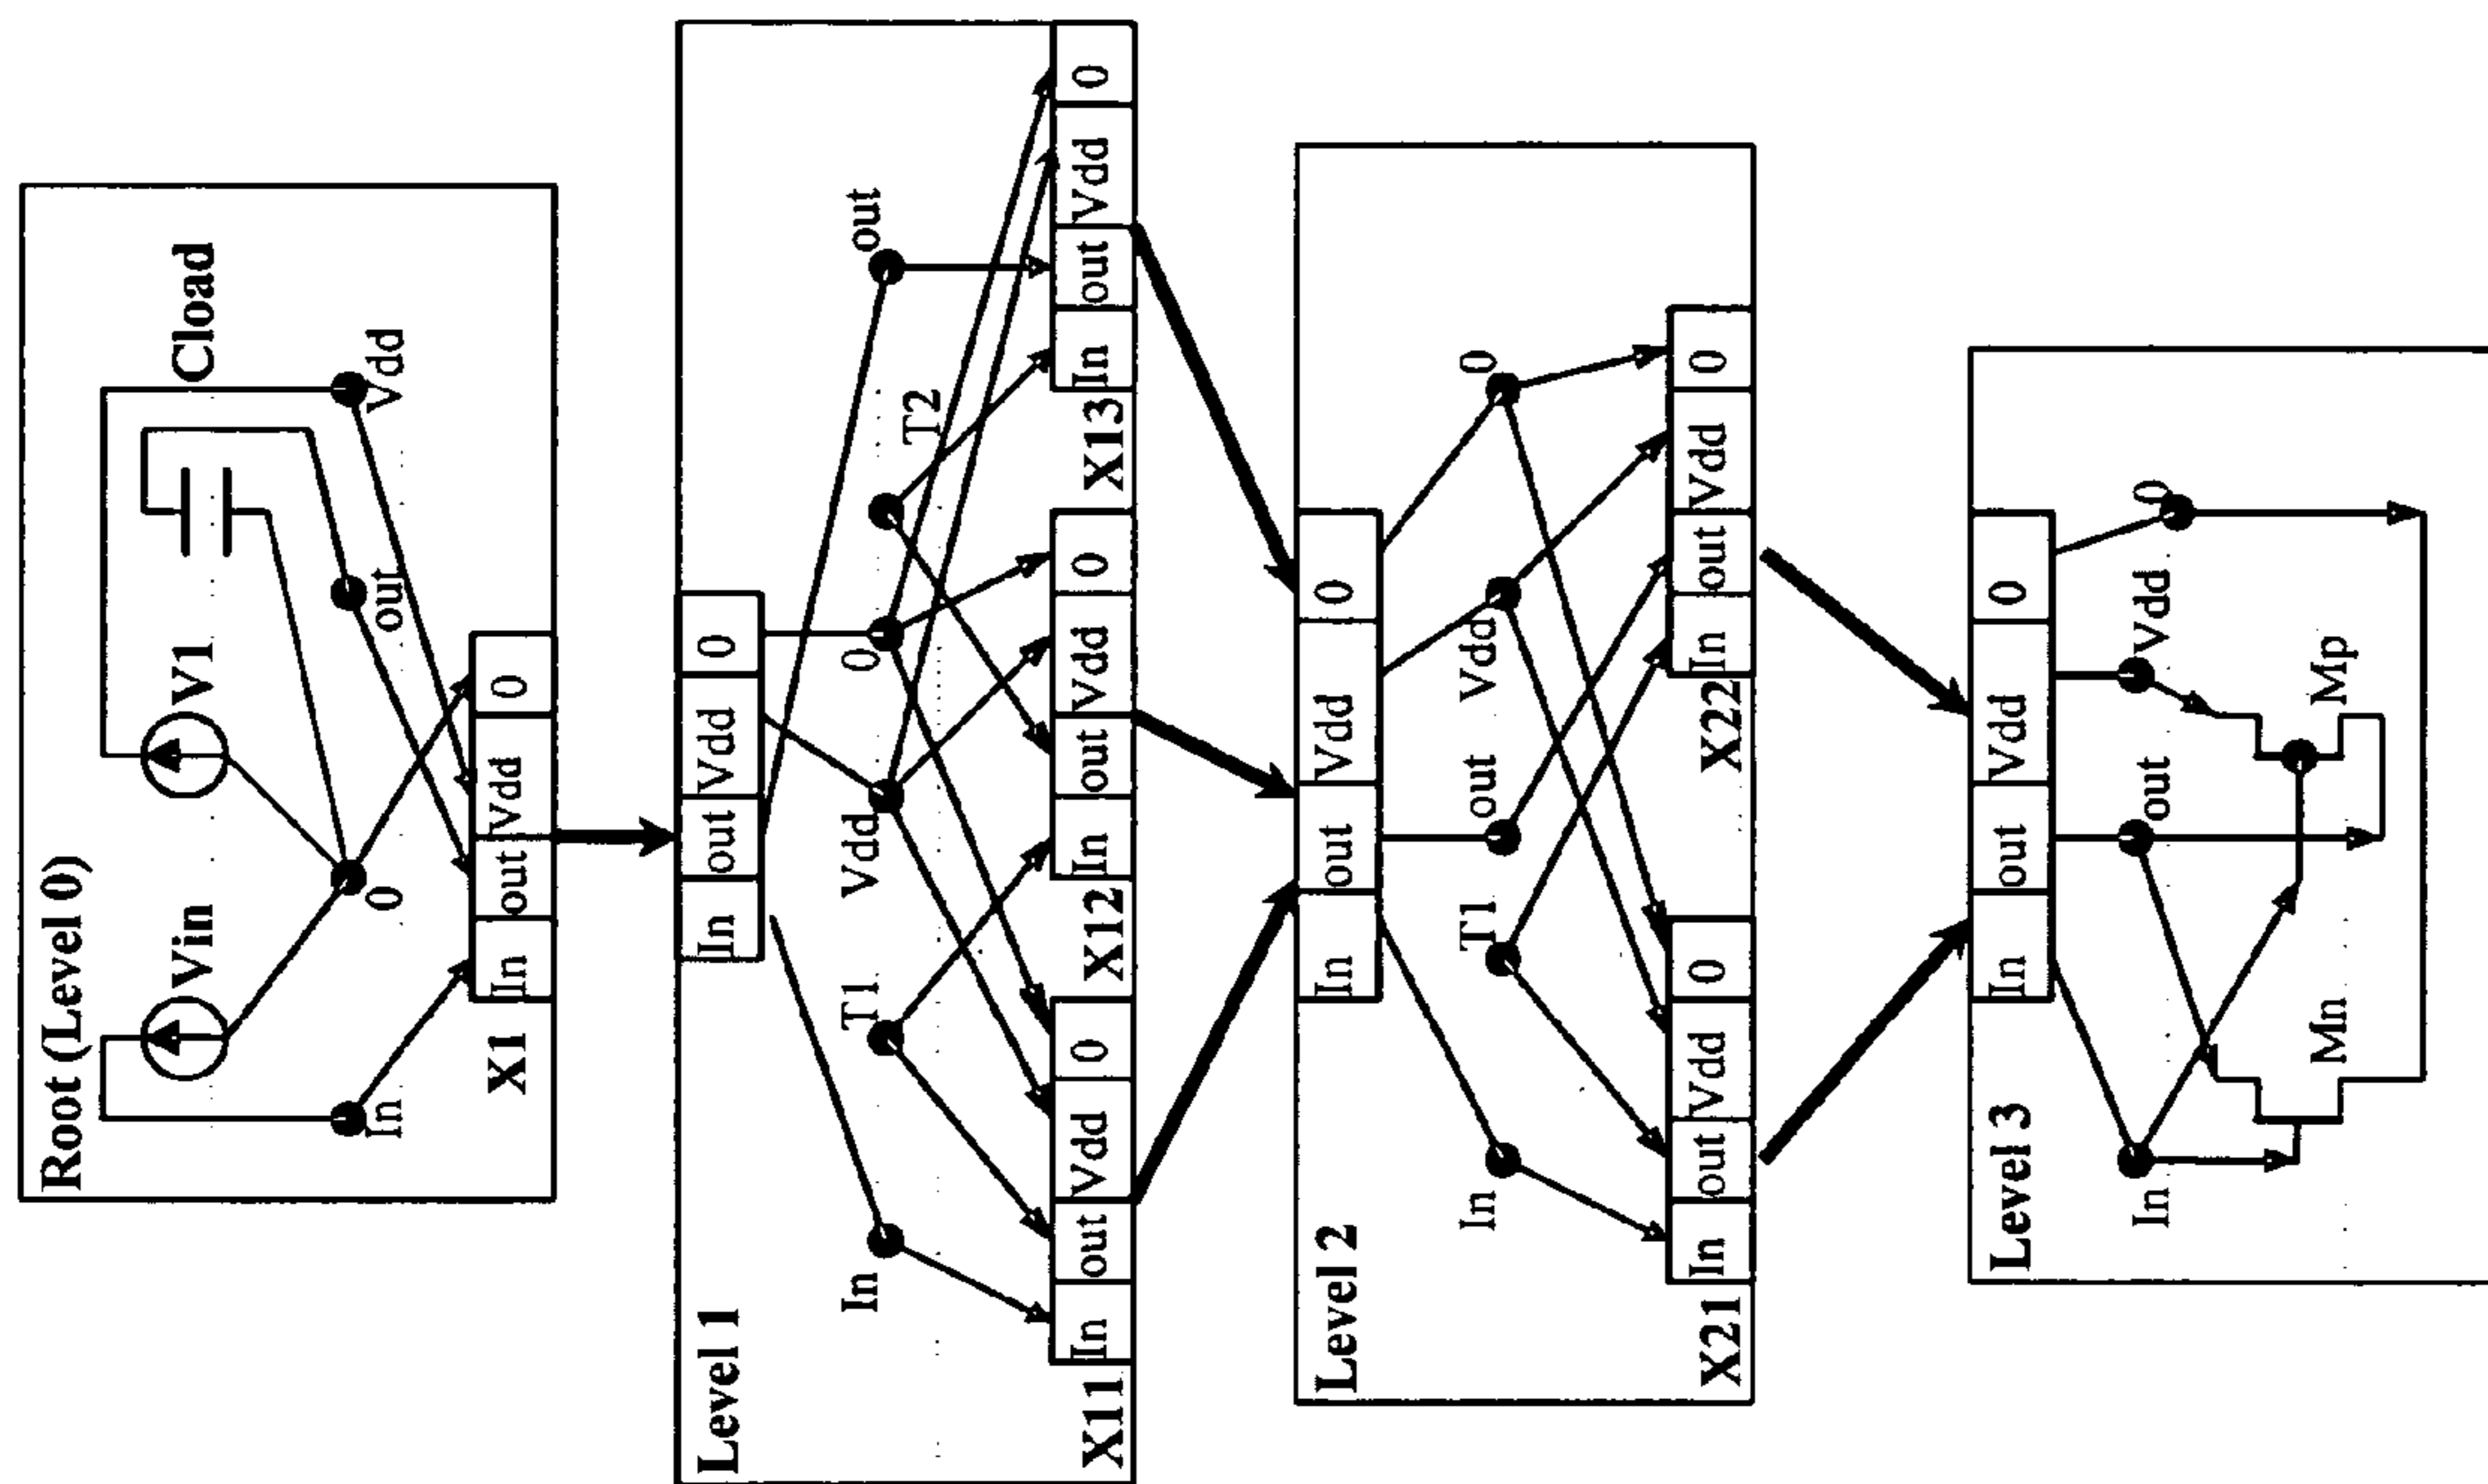 Root (Level 0)
Vin
V1
Cload
In
0
out
Vdd
X1
In
out
Vdd
0
Level 1
In
out
Vdd
0
In
T1
Vdd
0
T2
out
X11
In
out
Vdd
0
X12
In
out
Vdd
0
X13
In
out
Vdd
0
Level 2
In
out
Vdd
0
In
T1
out
Vdd
0
X21
In
out
Vdd
0
X22
In
out
Vdd
0
Level 3
In
out
Vdd
0
In
out
Vdd
0
Mn
Mp